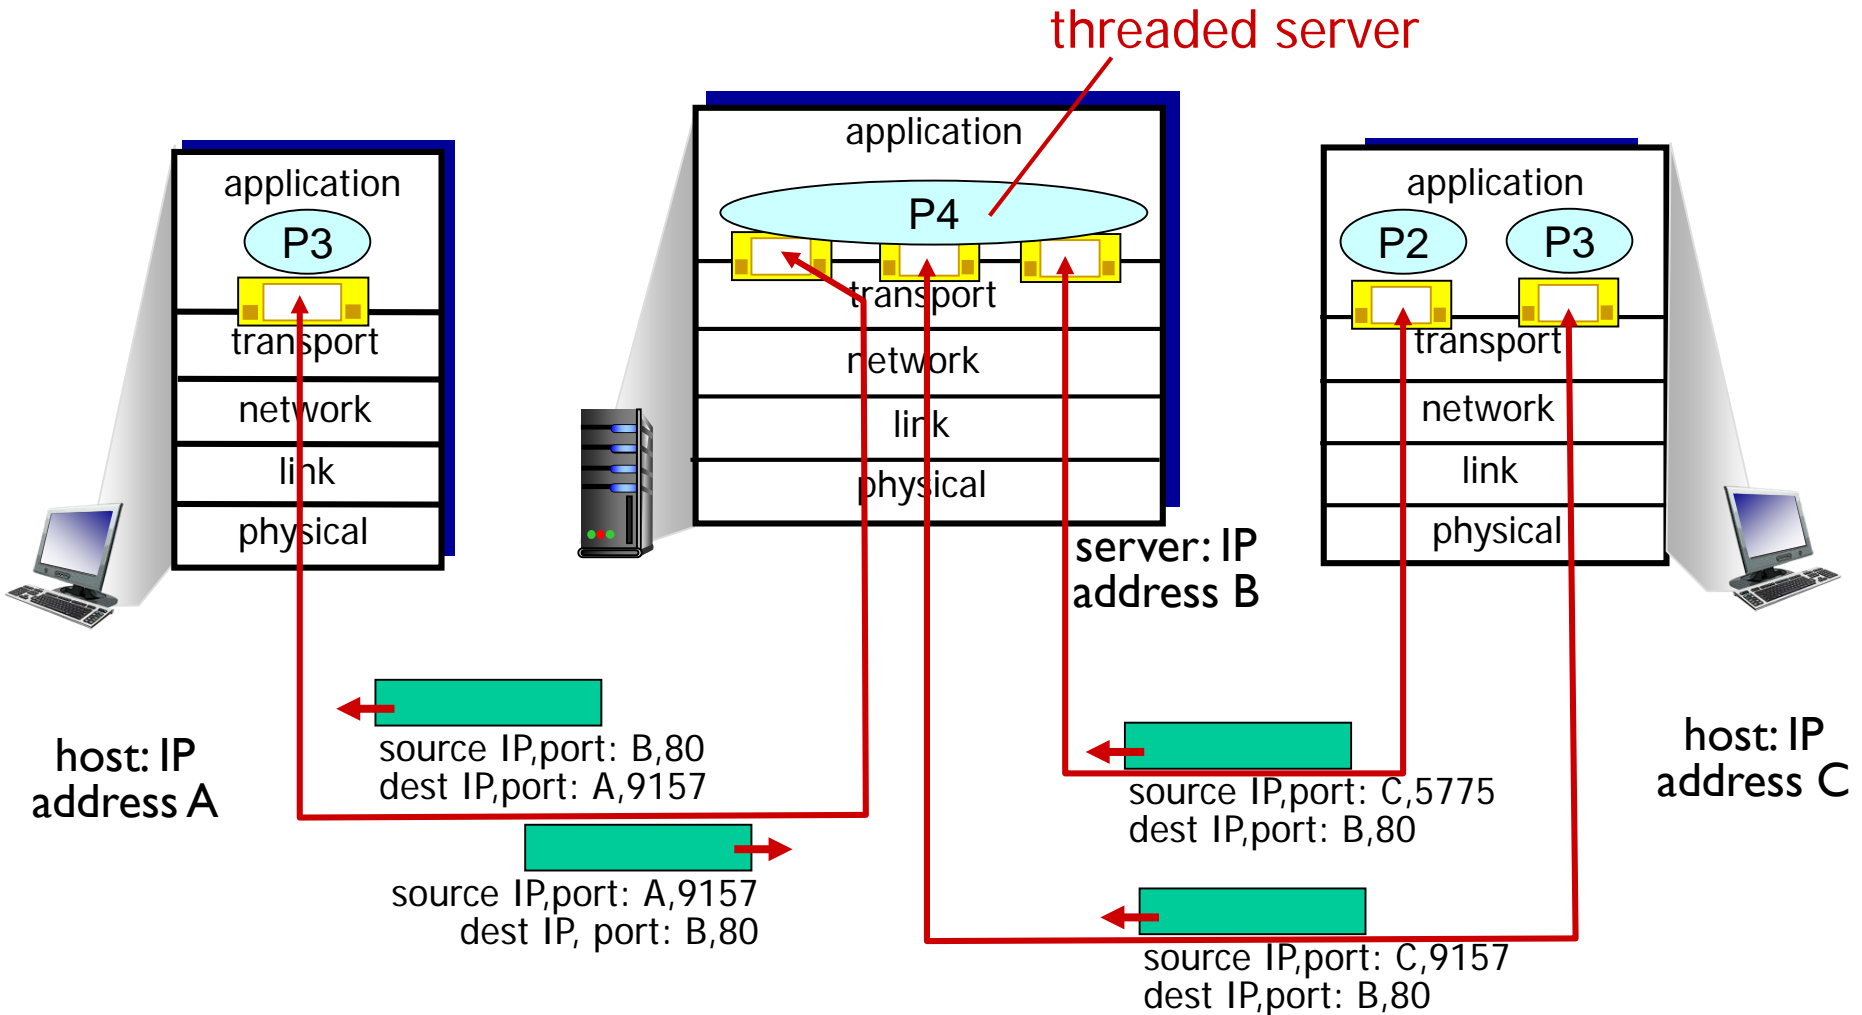 threaded server
application
P3
transport
network
link
physical
application
P4
transport
network
link
physical
application
P2
P3
transport
network
link
physical
server: IP
address B
host: IP
address A
source IP,port: B,80
dest IP,port: A,9157
source IP,port: A,9157
dest IP, port: B,80
source IP,port: C,5775
dest IP,port: B,80
source IP,port: C,9157
dest IP,port: B,80
host: IP
address C